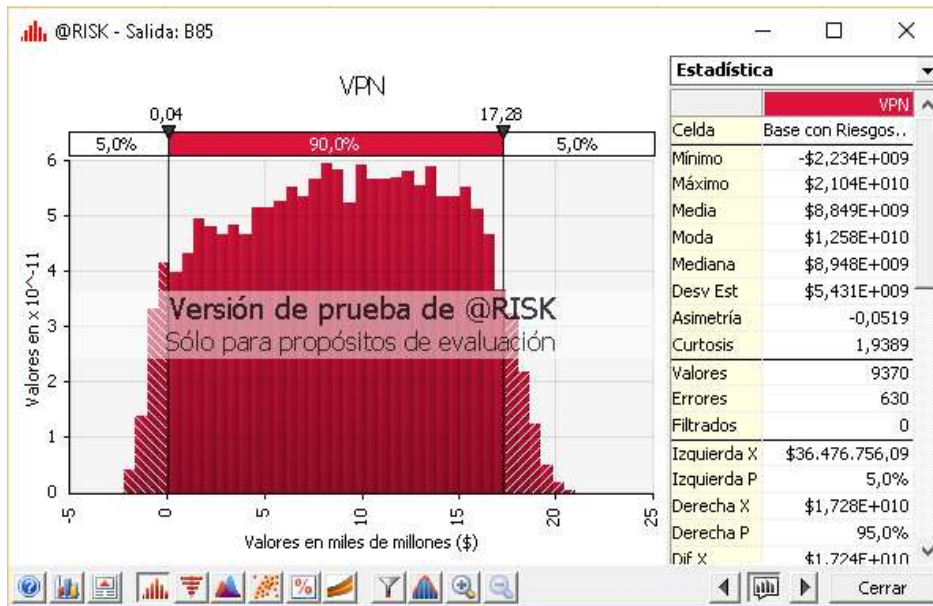 @RISK - Salida: B85
VPN
0,04 17,28
5,0% 90,0% 5,0%
6
5
4
3
2
1
0
Valores en x 10^-11
Versión de prueba de @RISK
Sólo para propósitos de evaluación
-5 0 5 10 15 20 25
Valores en miles de millones ($)
Estadística
VPN
Celda Base con Riesgos..
Mínimo -$2,234E+009
Máximo $2,104E+010
Media $8,849E+009
Moda $1,258E+010
Mediana $8,948E+009
Desv Est $5,431E+009
Asimetría -0,0519
Curtosis 1,9389
Valores 9370
Errores 630
Filtrados 0
Izquierda X $36.476.756,09
Izquierda P 5,0%
Derecha X $1,728E+010
Derecha P 95,0%
Dif X $1,724E+010
Cerrar